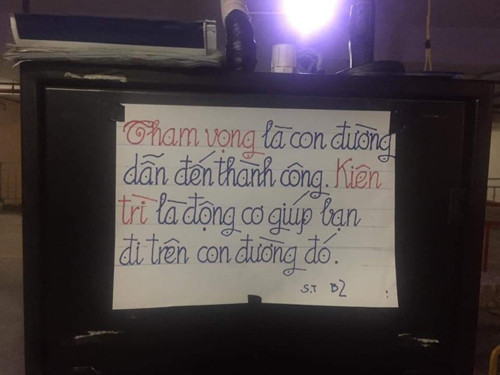 Tham vọng là con đường
dẫn đến thành công. Kiên
trì là động cơ giúp bạn
đi trên con đường đó.
S.T B2